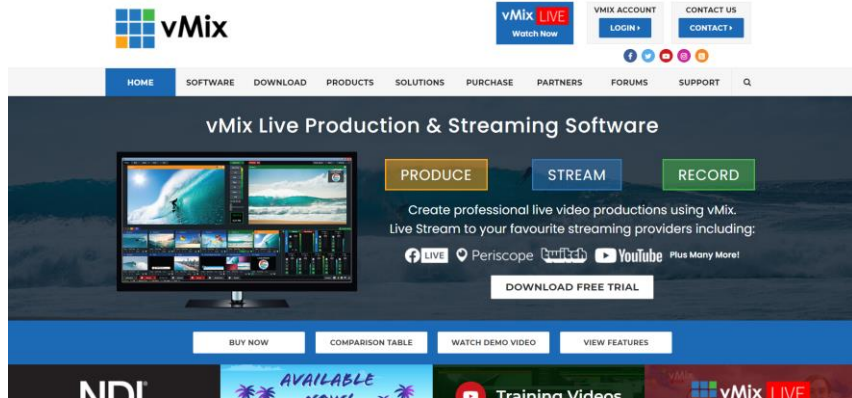 vMix
vMix LIVE
Watch Now
VMIX ACCOUNT
LOGIN
CONTACT US
CONTACT
HOME SOFTWARE DOWNLOAD PRODUCTS SOLUTIONS PURCHASE PARTNERS FORUMS SUPPORT
vMix Live Production & Streaming Software
PRODUCE STREAM RECORD
Create professional live video productions using vMix.
Live Stream to your favourite streaming providers including:
LIVE Periscope twitch YouTube Plus Many More!
DOWNLOAD FREE TRIAL
BUY NOW COMPARISON TABLE WATCH DEMO VIDEO VIEW FEATURES
NDI
AVAILABLE
Training Videos
vMix LIVE